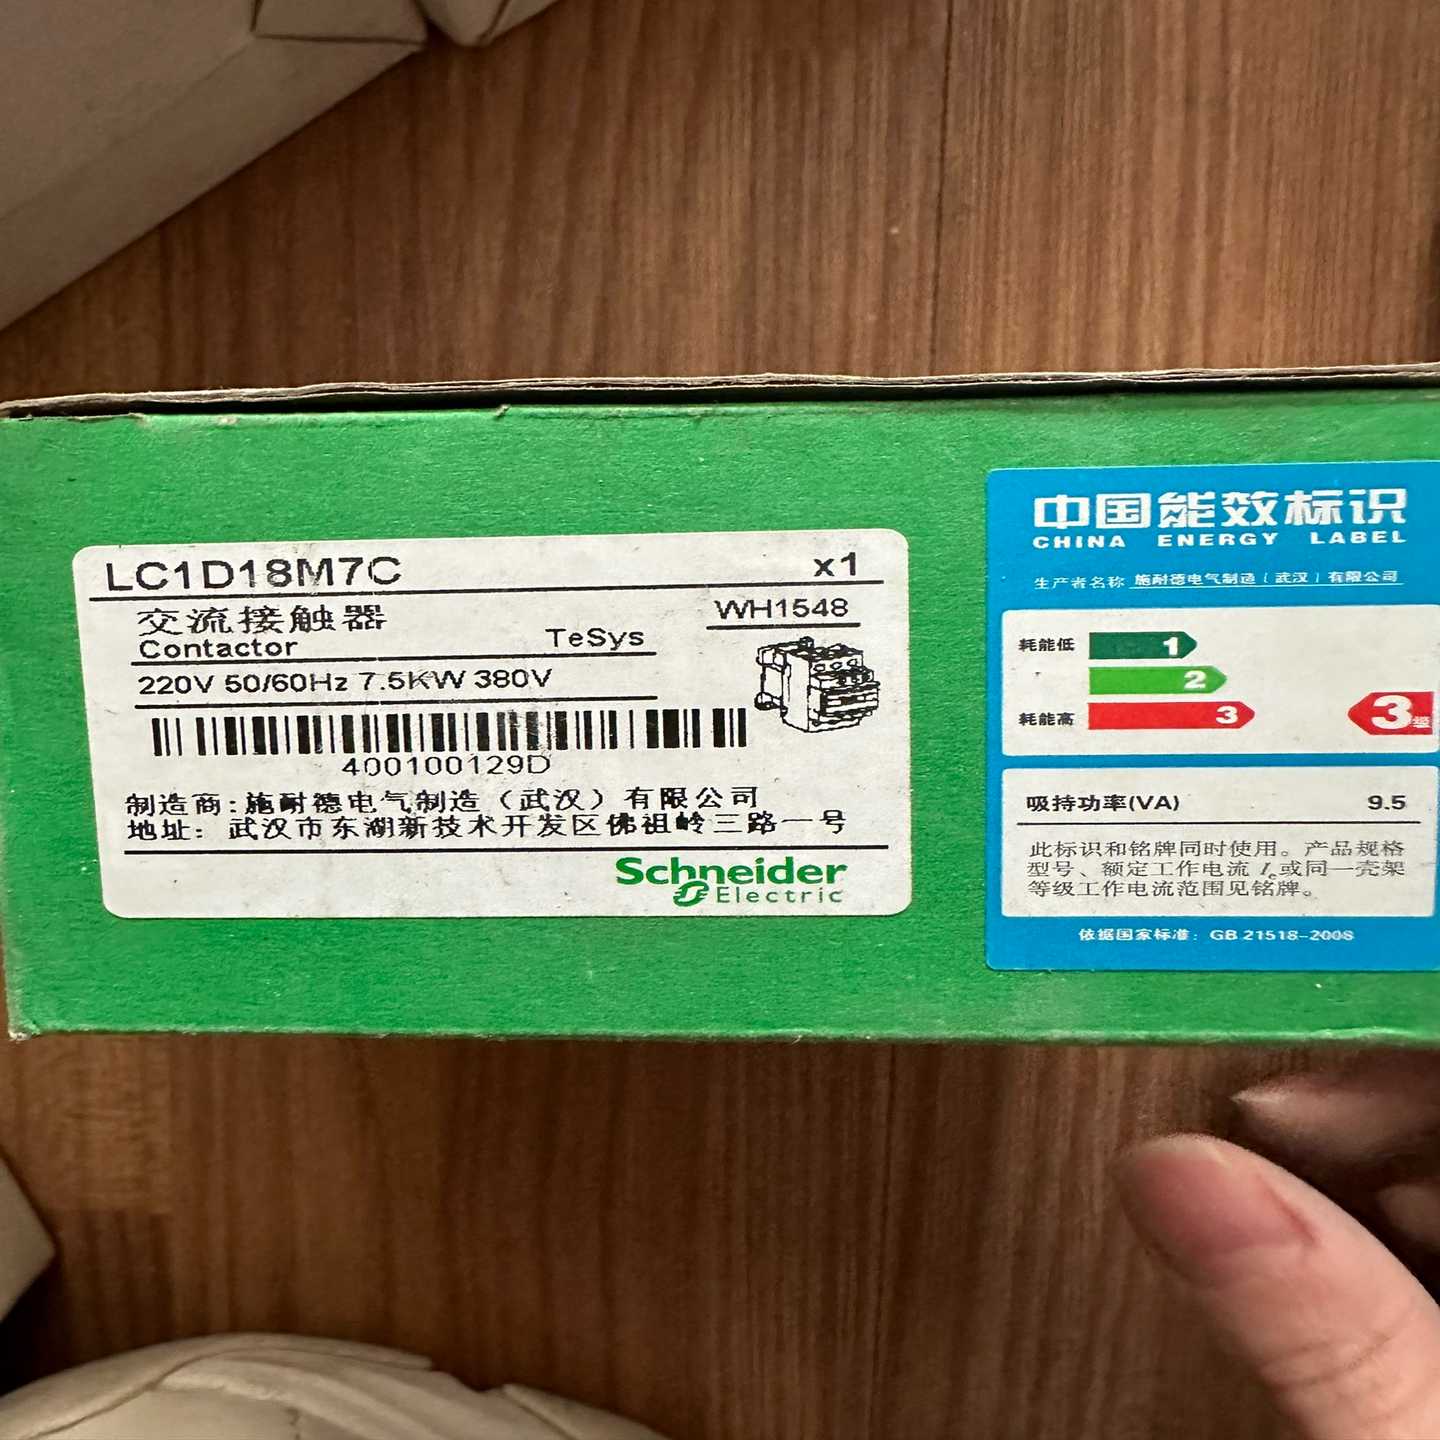 LC1D18M7C x1
交流接触器 WH1548
Contactor TeSys
220V 50/60Hz 7.5KW 380V
400100129D
制造商:施耐德电气制造（武汉）有限公司
地址：武汉市东湖新技术开发区佛祖岭三路一号
Schneider
Electric
中国能效标识
CHINA ENERGY LABEL
生产者名称 施耐德电气制造（武汉）有限公司
耗能低 1
2
耗能高 3
3级
吸持功率(VA) 9.5
此标识和铭牌同时使用。产品规格
型号、额定工作电流 Ie或同一壳架
等级工作电流范围见铭牌。
依据国家标准：GB 21518-2008